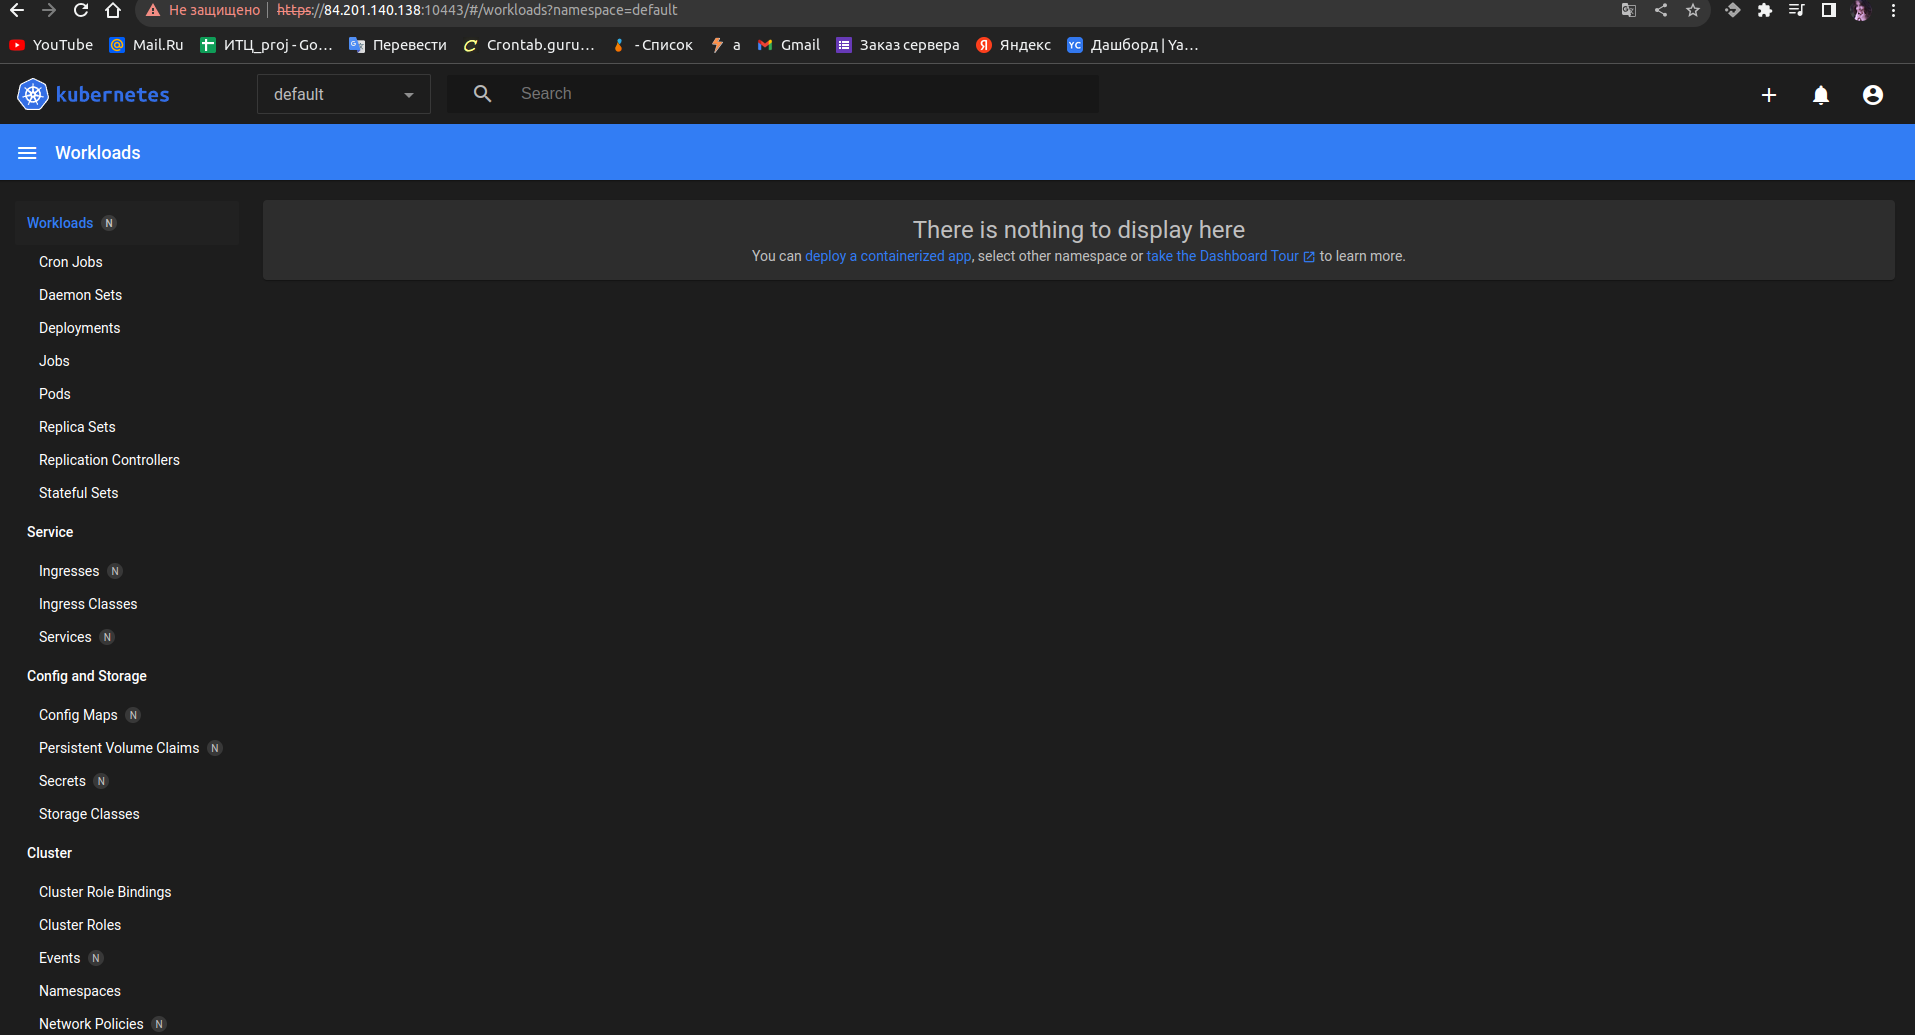 Не защищено https://84.201.140.138:10443/#/workloads?namespace=default
YouTube Mail.Ru ИТЦ_proj - Go... Перевести Crontab.guru... - Список a Gmail Заказ сервера Яндекс Дашборд | Ya...
kubernetes default Search
Workloads
Workloads N
Cron Jobs
Daemon Sets
Deployments
Jobs
Pods
Replica Sets
Replication Controllers
Stateful Sets
Service
Ingresses N
Ingress Classes
Services N
Config and Storage
Config Maps N
Persistent Volume Claims N
Secrets N
Storage Classes
Cluster
Cluster Role Bindings
Cluster Roles
Events N
Namespaces
Network Policies N
There is nothing to display here
You can deploy a containerized app, select other namespace or take the Dashboard Tour to learn more.